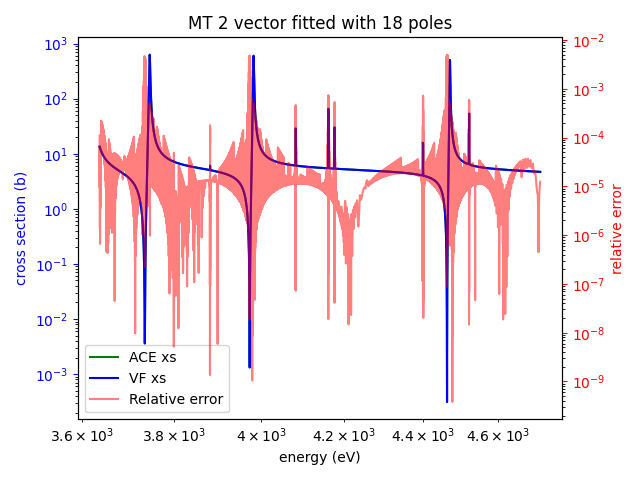 MT 2 vector fitted with 18 poles
cross section (b)
10³
10²
10¹
10⁰
10⁻¹
10⁻²
10⁻³
10⁻²
10⁻³
10⁻⁴
10⁻⁵
10⁻⁶
10⁻⁷
10⁻⁸
10⁻⁹
relative error
ACE xs
VF xs
Relative error
3.6 × 10³ 3.8 × 10³ 4 × 10³ 4.2 × 10³ 4.4 × 10³ 4.6 × 10³
energy (eV)